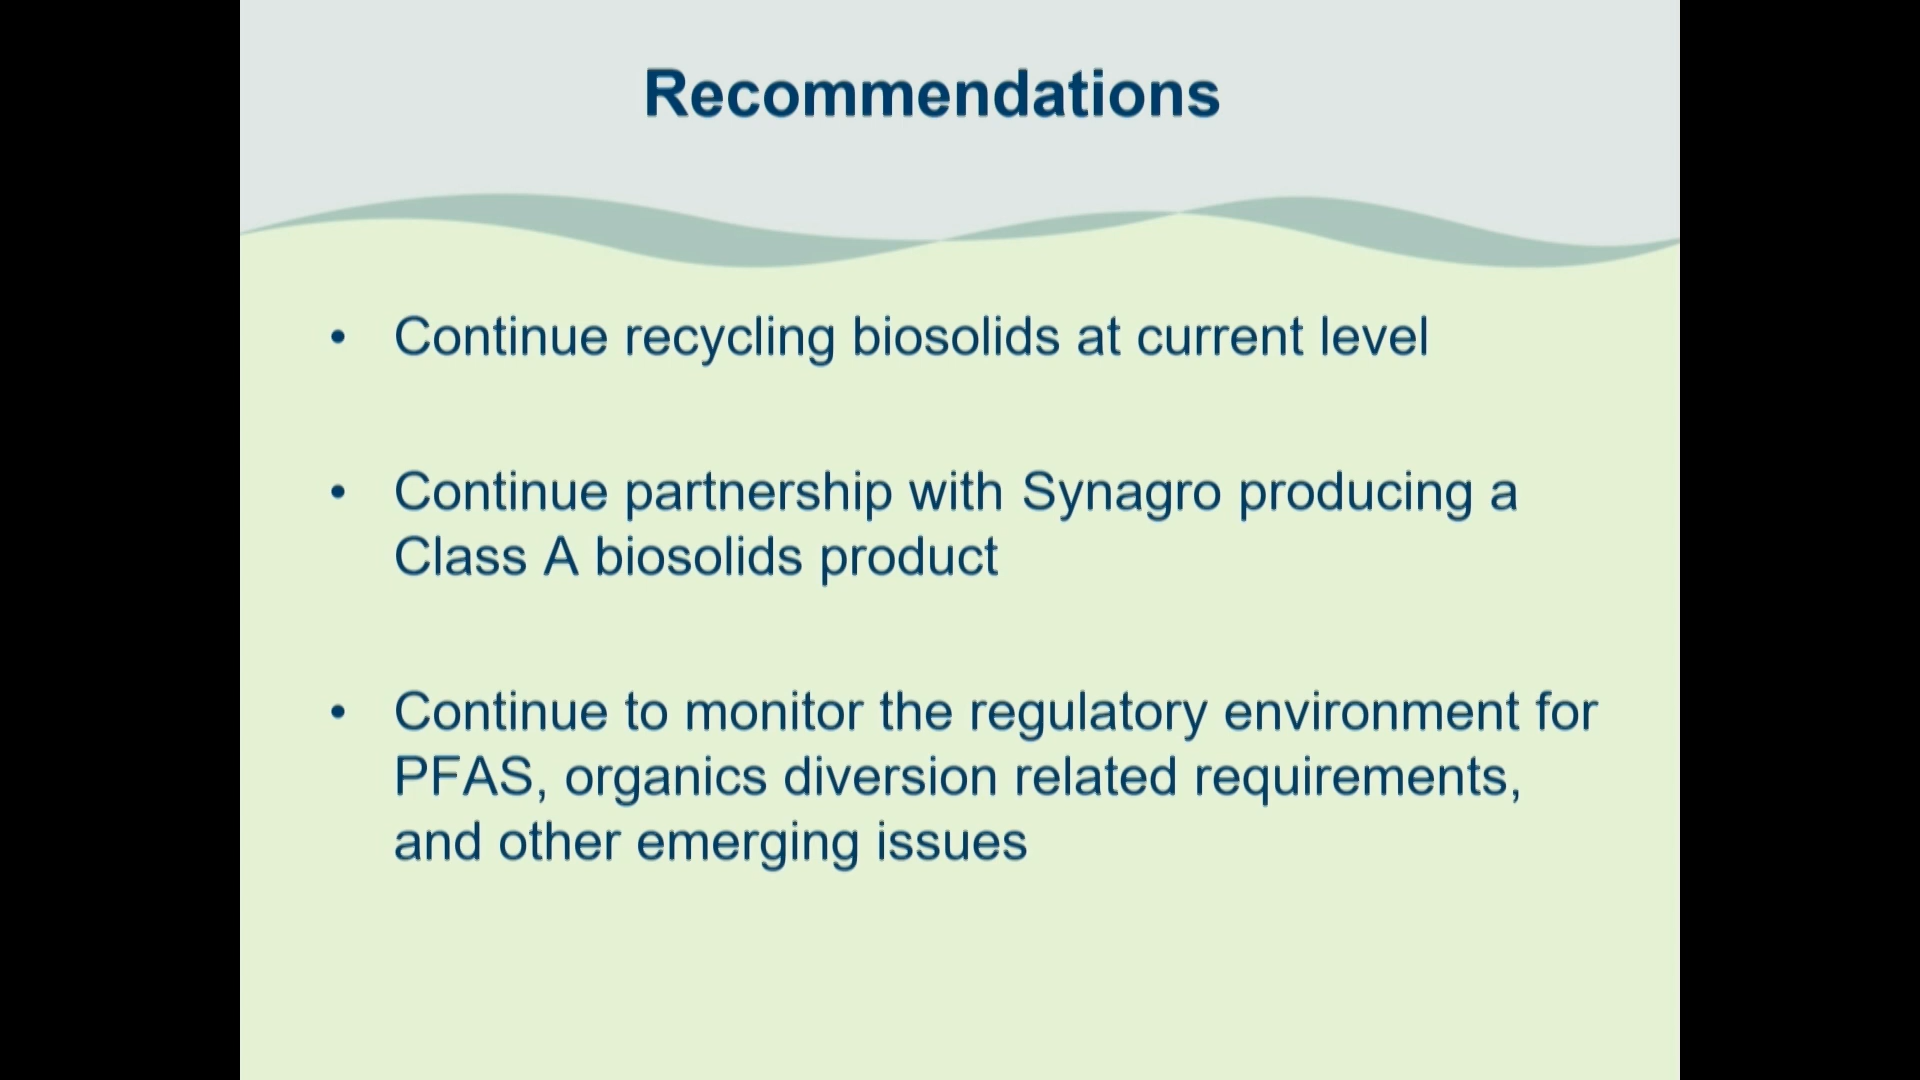 Recommendations
• Continue recycling biosolids at current level
• Continue partnership with Synagro producing a
Class A biosolids product
• Continue to monitor the regulatory environment for
PFAS, organics diversion related requirements,
and other emerging issues